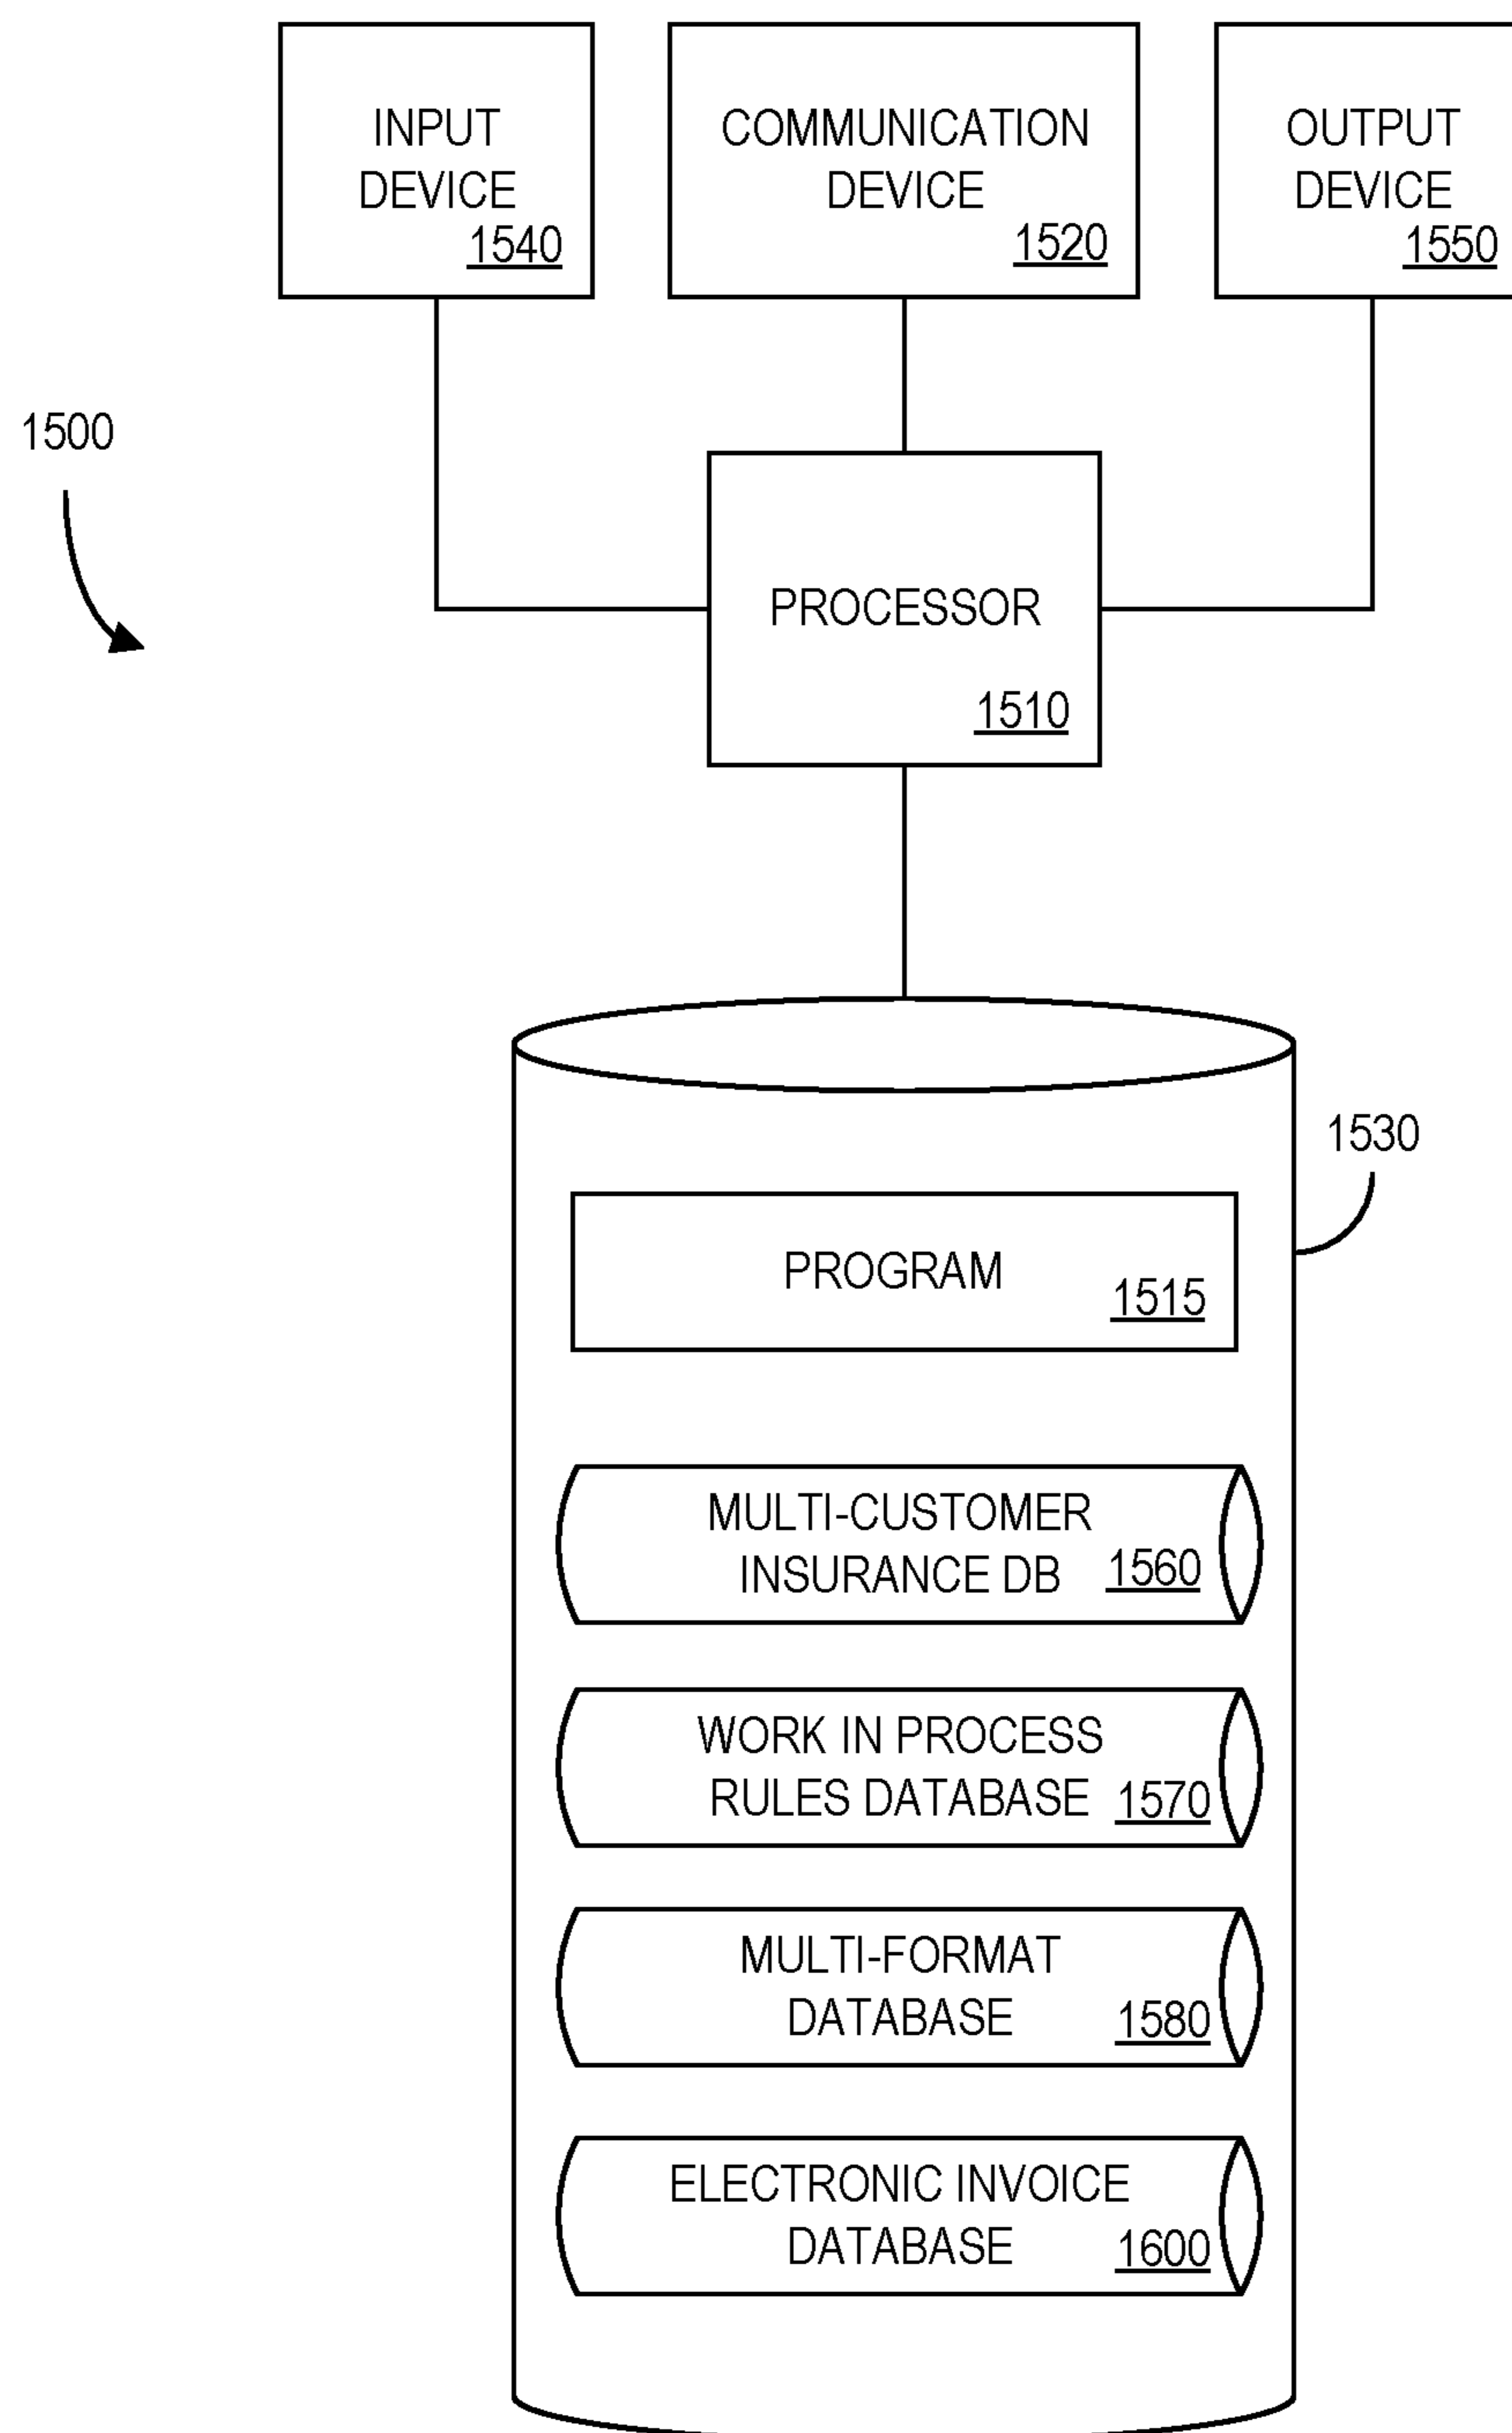 INPUT
DEVICE
1540
COMMUNICATION
DEVICE
1520
OUTPUT
DEVICE
1550
1500
PROCESSOR
1510
1530
PROGRAM
1515
MULTI-CUSTOMER
INSURANCE DB 1560
WORK IN PROCESS
RULES DATABASE 1570
MULTI-FORMAT
DATABASE 1580
ELECTRONIC INVOICE
DATABASE 1600